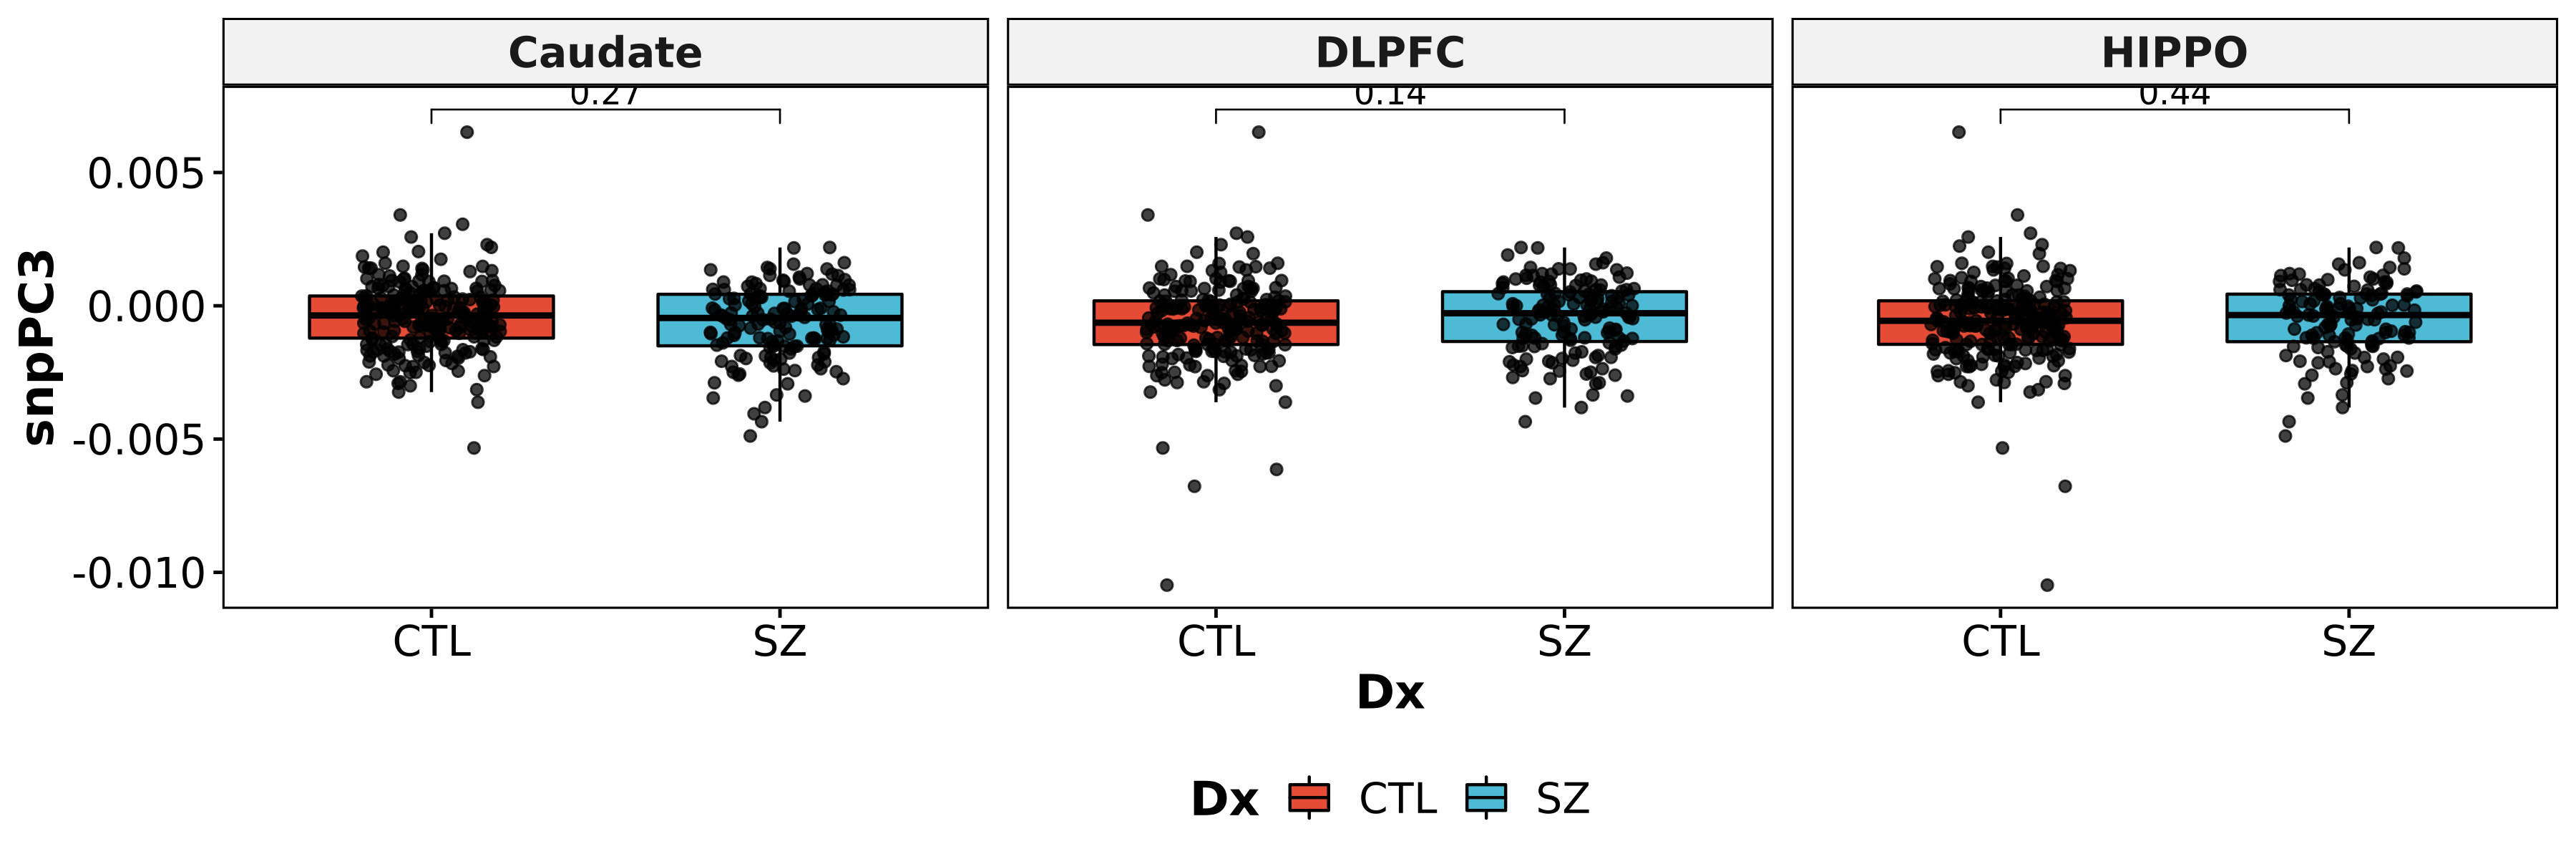 Caudate DLPFC HIPPO
0.27 0.14 0.44
snpPC3
0.005
0.000
-0.005
-0.010
CTL SZ CTL SZ CTL SZ
Dx
Dx CTL SZ